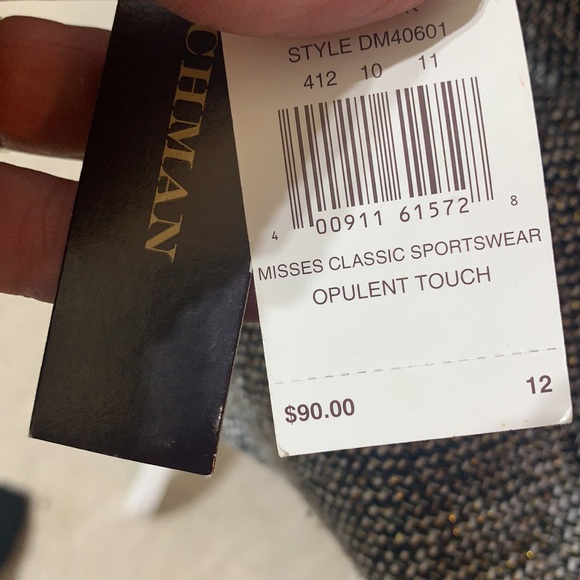 CHMAN
STYLE DM40601
412 10 11
4 00911 61572 8
MISSES CLASSIC SPORTSWEAR
OPULENT TOUCH
$90.00 12